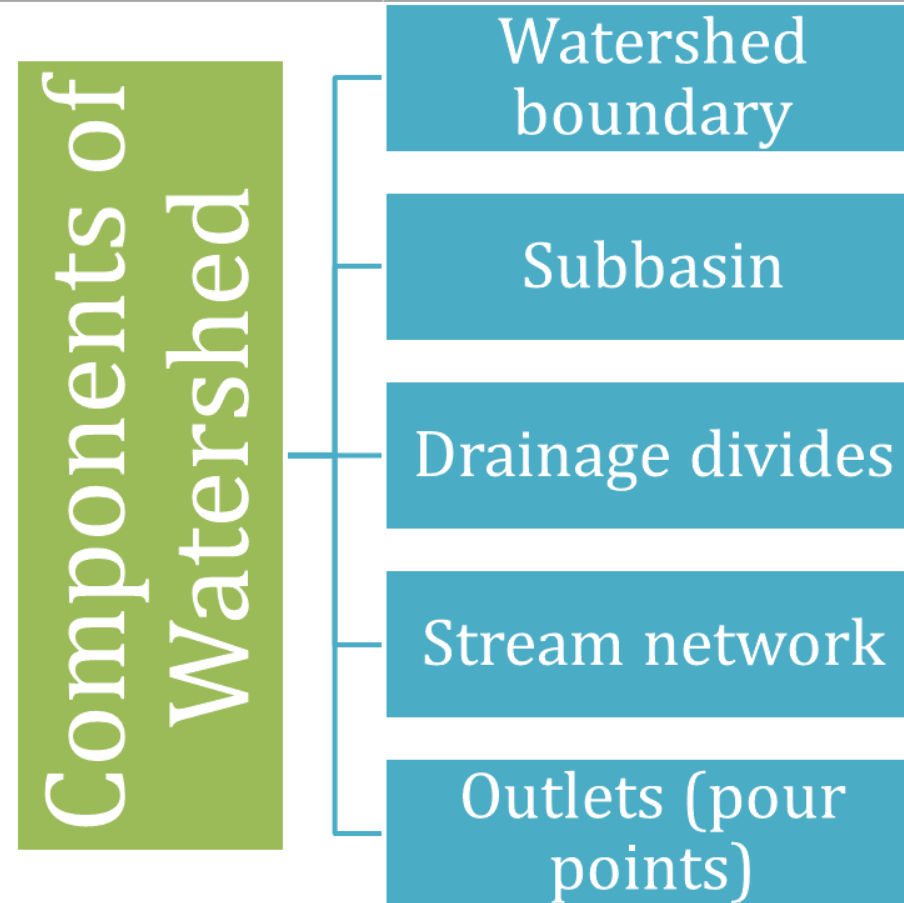 Components of
Watershed
Watershed
boundary
Subbasin
Drainage divides
Stream network
Outlets (pour
points)